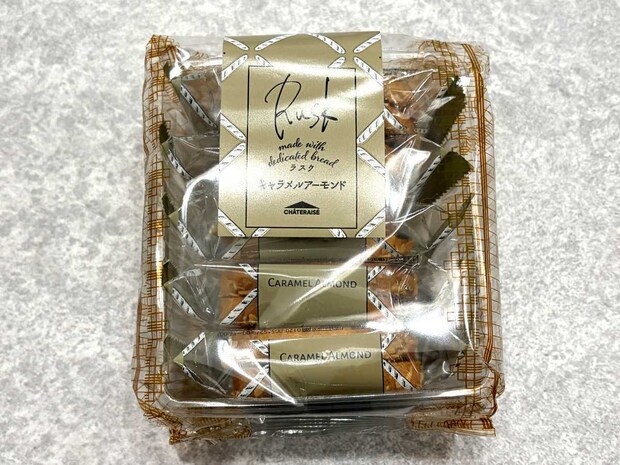 Rusk
made with
dedicated bread
ラスク
キャラメルアーモンド
CHÂTERAISÉ
CARAMEL ALMOND
CARAMEL ALMOND